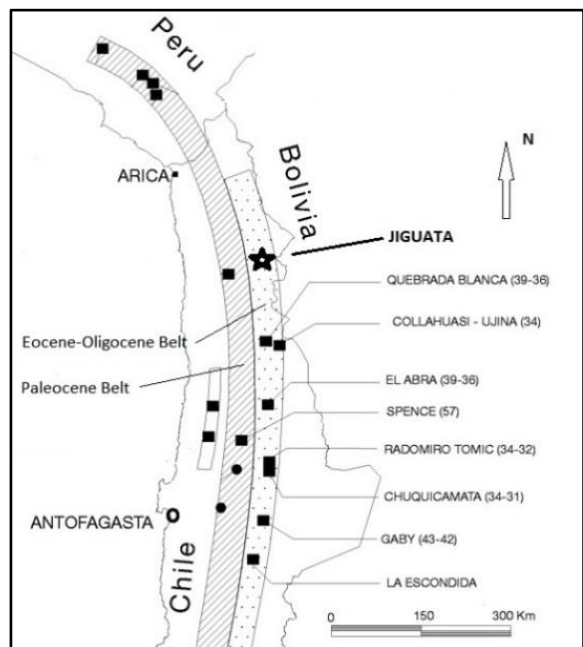 Peru
N
ARICA
Bolivia
JIGUATA
QUEBRADA BLANCA (39-36)
COLLAHUASI - UJINA (34)
Eocene-Oligocene Belt
EL ABRA (39-36)
Paleocene Belt
SPENCE (57)
RADOMIRO TOMIC (34-32)
CHUQUICAMATA (34-31)
ANTOFAGASTA
GABY (43-42)
Chile
LA ESCONDIDA
0 150 300 Km